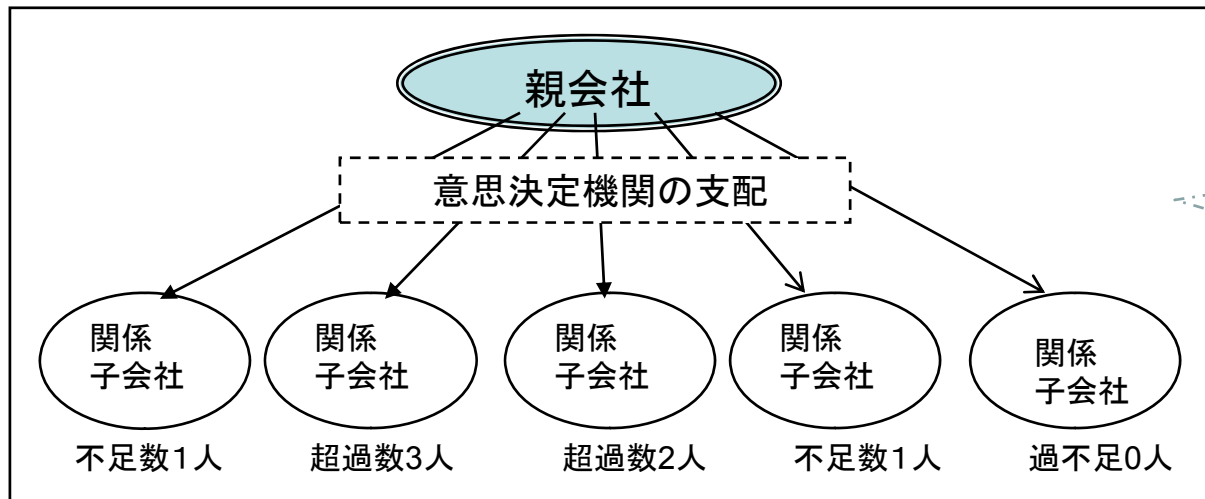 親会社
意思決定機関の支配
関係
子会社
関係
子会社
関係
子会社
関係
子会社
関係
子会社
不足数1人
超過数3人
超過数2人
不足数1人
過不足0人